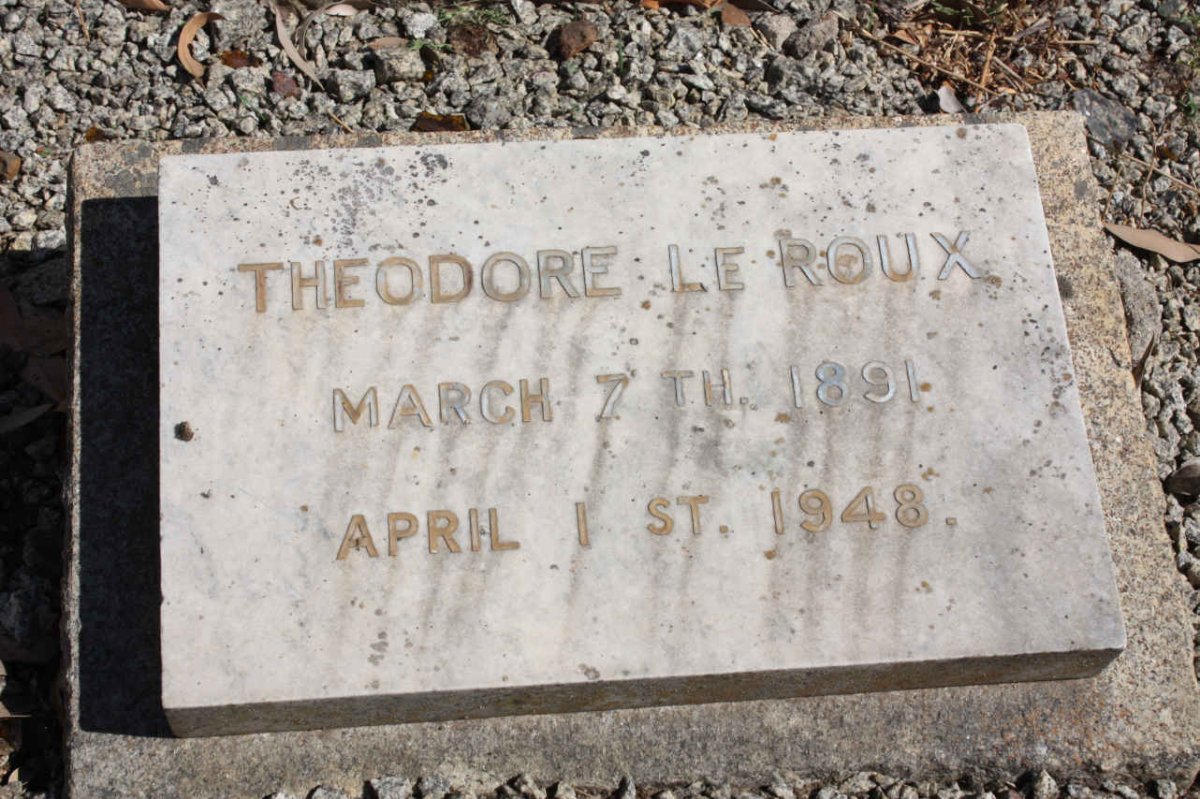 THEODORE LE ROUX
MARCH 7 TH. 1891
APRIL 1 ST. 1948.